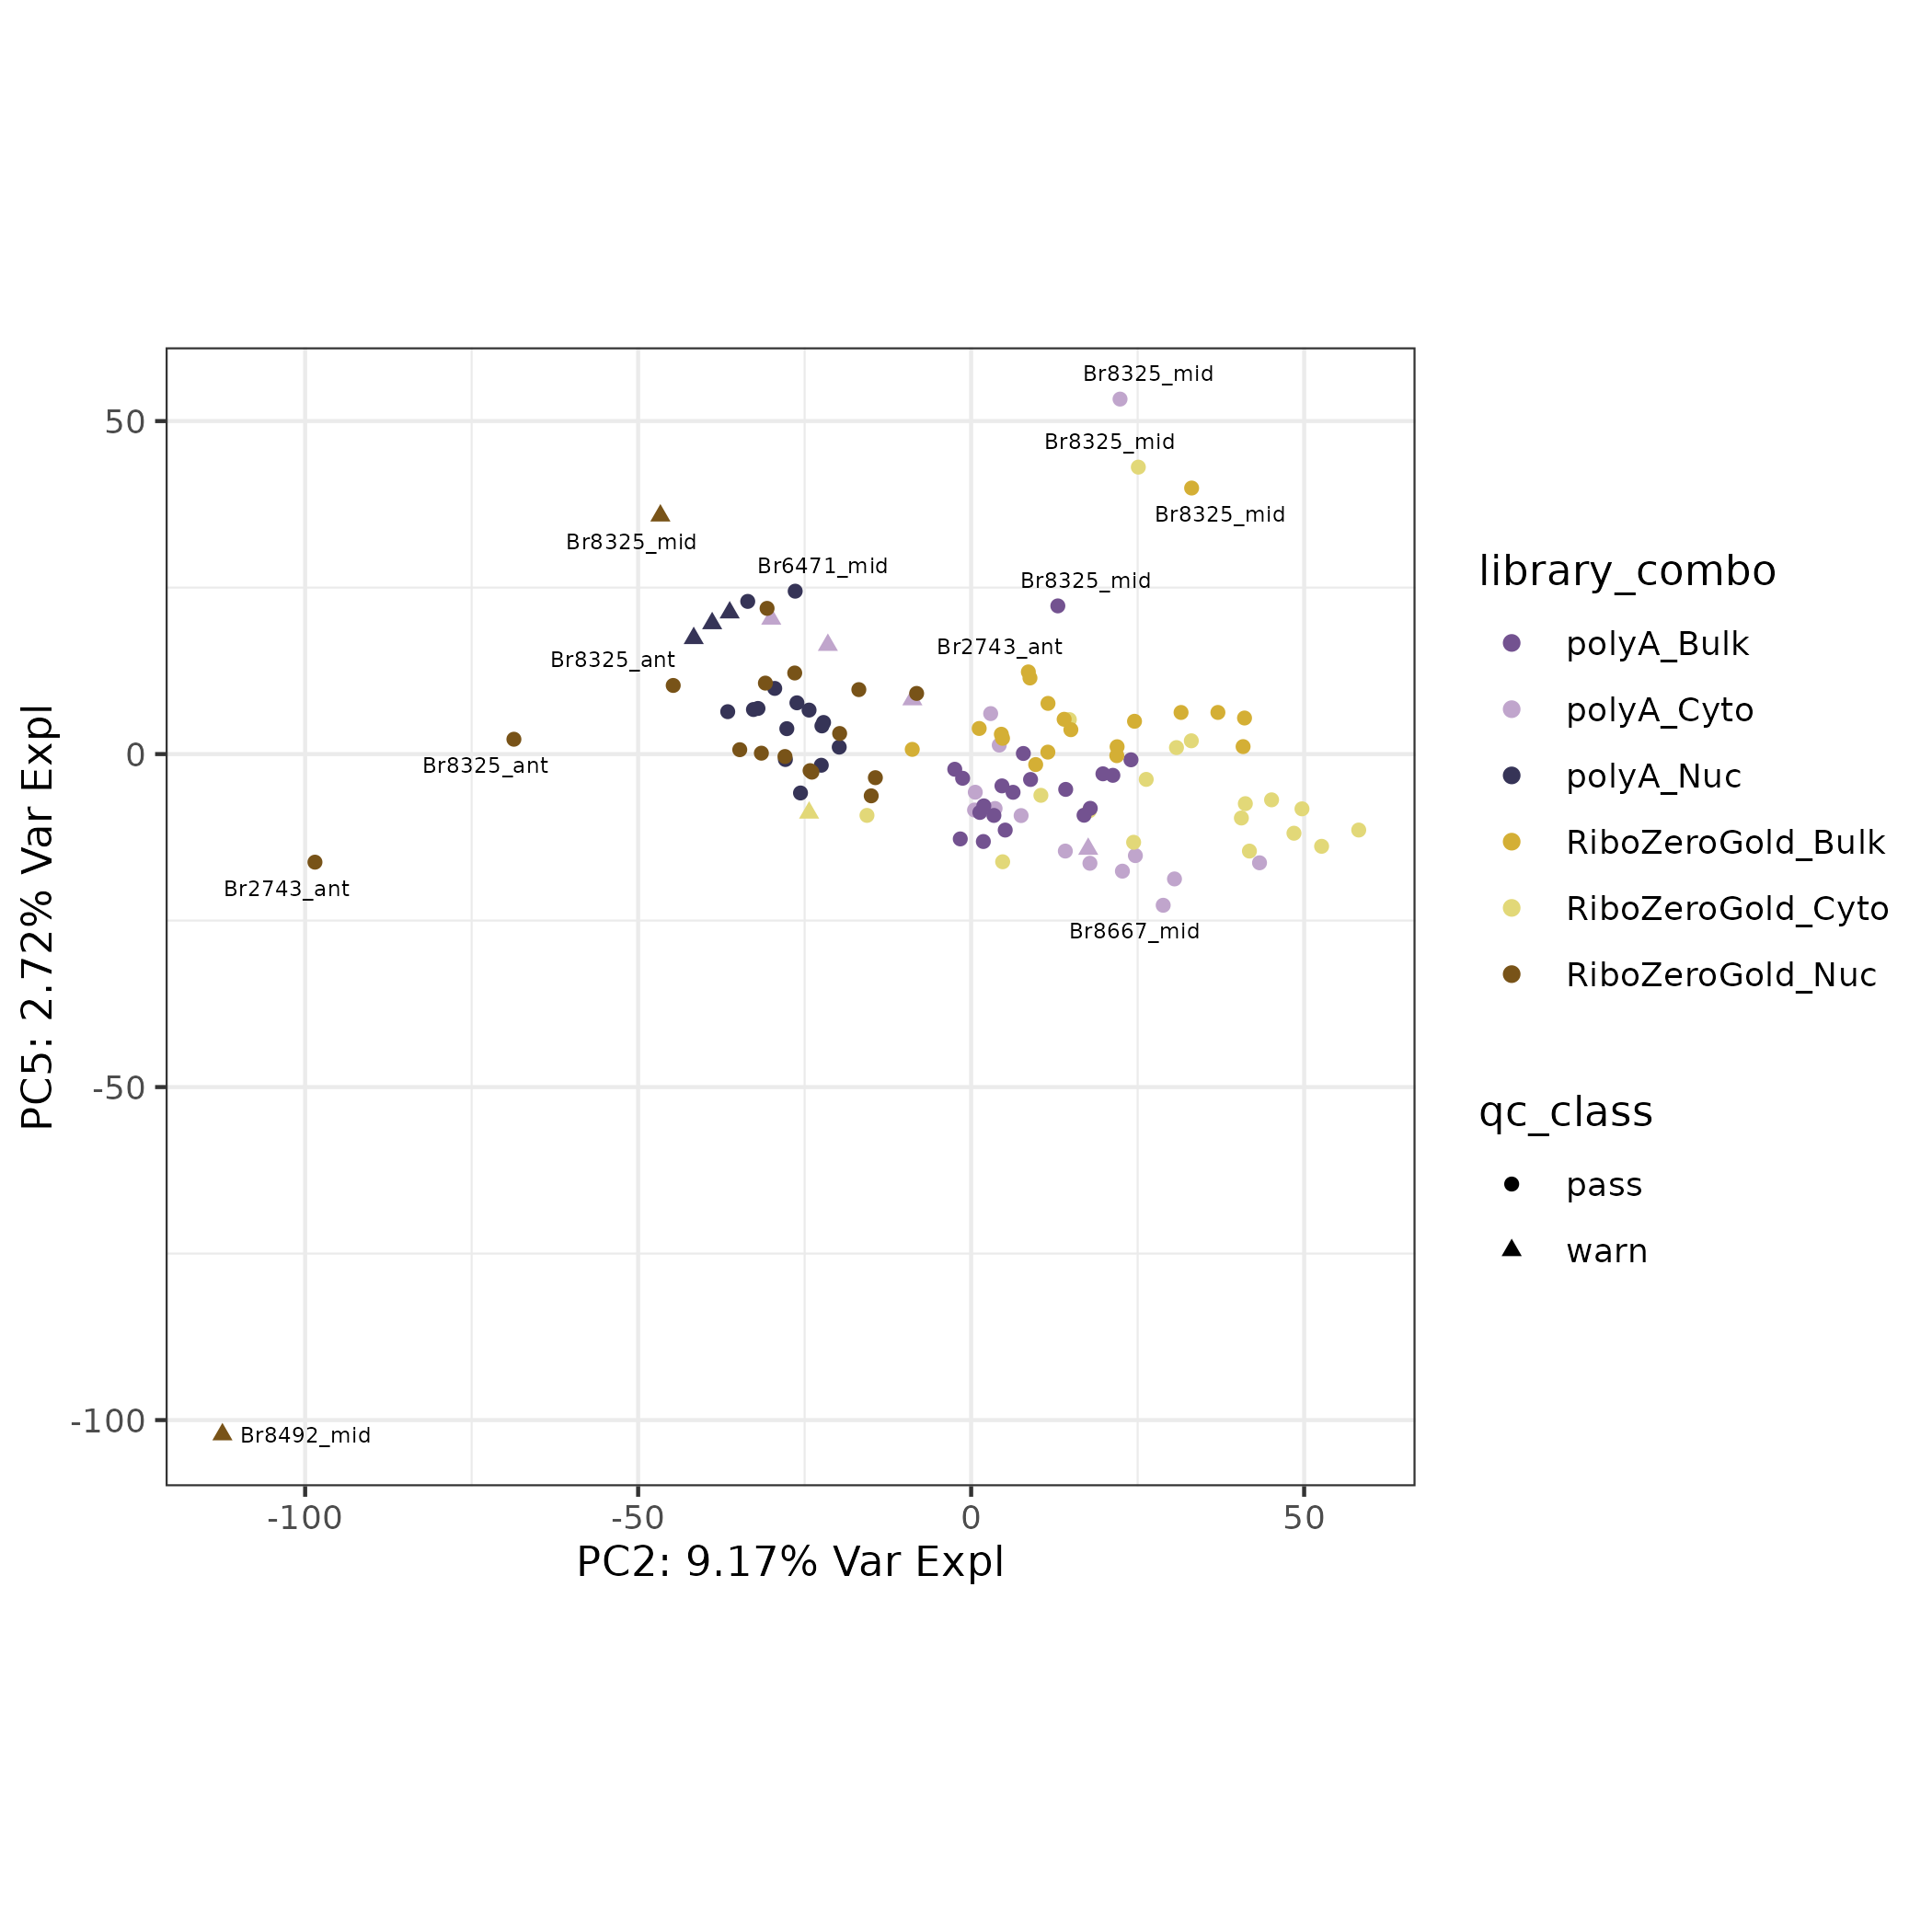 Br8325_mid
50
Br8325_mid
Br8325_mid
Br8325_mid
Br6471_mid
Br8325_mid
Br2743_ant
Br8325_ant
0
Br8325_ant
Br2743_ant
Br8667_mid
-50
-100
Br8492_mid
-100
-50
0
50
PC2: 9.17% Var Expl
PC5: 2.72% Var Expl
library_combo
polyA_Bulk
polyA_Cyto
polyA_Nuc
RiboZeroGold_Bulk
RiboZeroGold_Cyto
RiboZeroGold_Nuc
qc_class
pass
warn